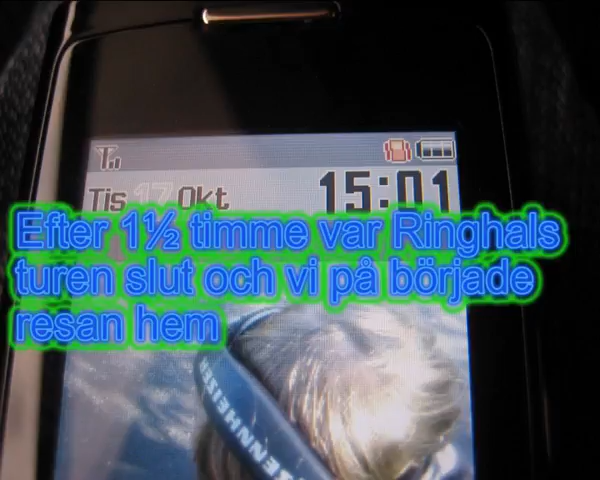 Tis 17 Okt
15:01
Efter 1½ timme var Ringhals
turen slut och vi på började
resan hem
SENNHEISER